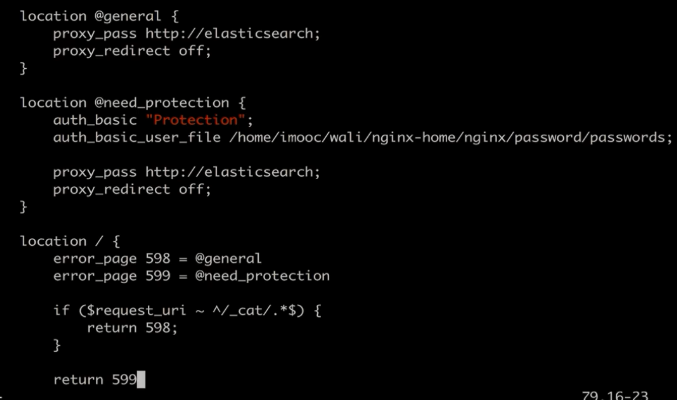 location @general {
    proxy_pass http://elasticsearch;
    proxy_redirect off;
}

location @need_protection {
    auth_basic "Protection";
    auth_basic_user_file /home/imooc/wali/nginx-home/nginx/password/passwords;

    proxy_pass http://elasticsearch;
    proxy_redirect off;
}

location / {
    error_page 598 = @general
    error_page 599 = @need_protection

    if ($request_uri ~ ^/_cat/.*$) {
        return 598;
    }

    return 599
79,16-23